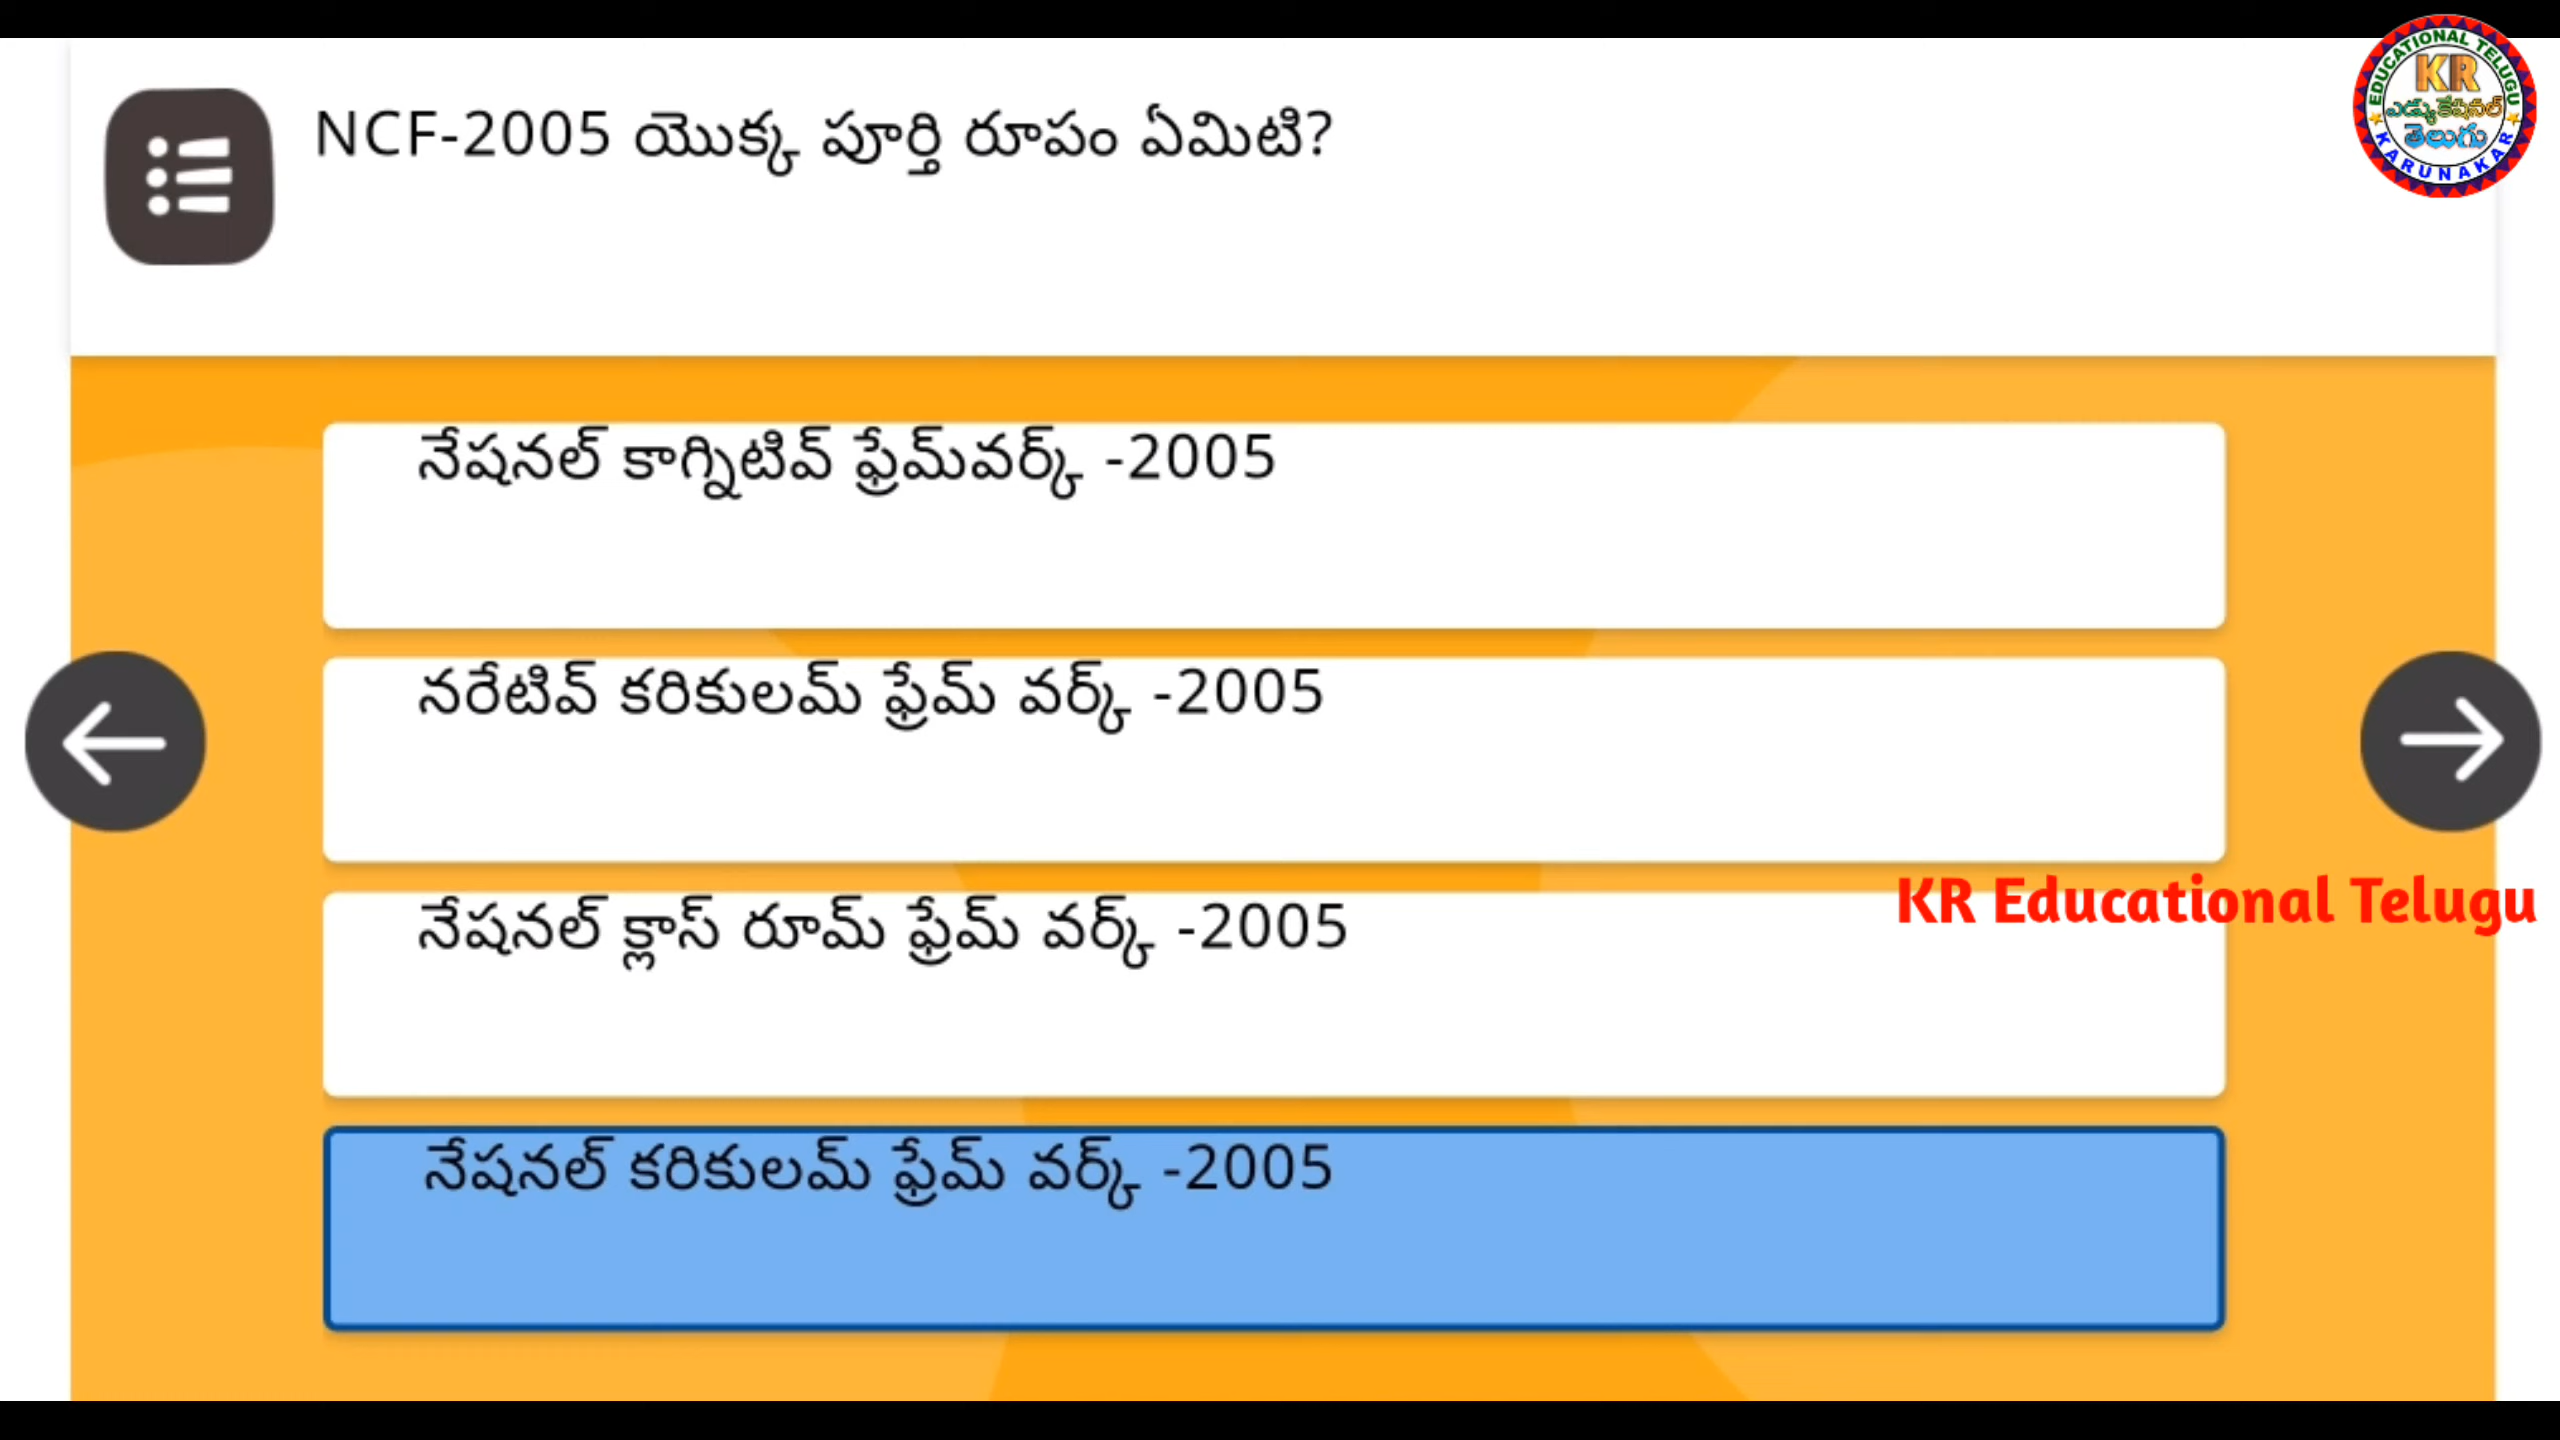 NCF-2005 యొక్క పూర్తి రూపం ఏమిటి?
EDUCATIONAL TELUGU
KR
ఎడ్యుకేషనల్
తెలుగు
KARUNAKAR
నేషనల్ కాగ్నిటివ్ ఫ్రేమ్‌వర్క్ -2005
నరేటివ్ కరికులమ్ ఫ్రేమ్ వర్క్ -2005
నేషనల్ క్లాస్ రూమ్ ఫ్రేమ్ వర్క్ -2005
KR Educational Telugu
నేషనల్ కరికులమ్ ఫ్రేమ్ వర్క్ -2005